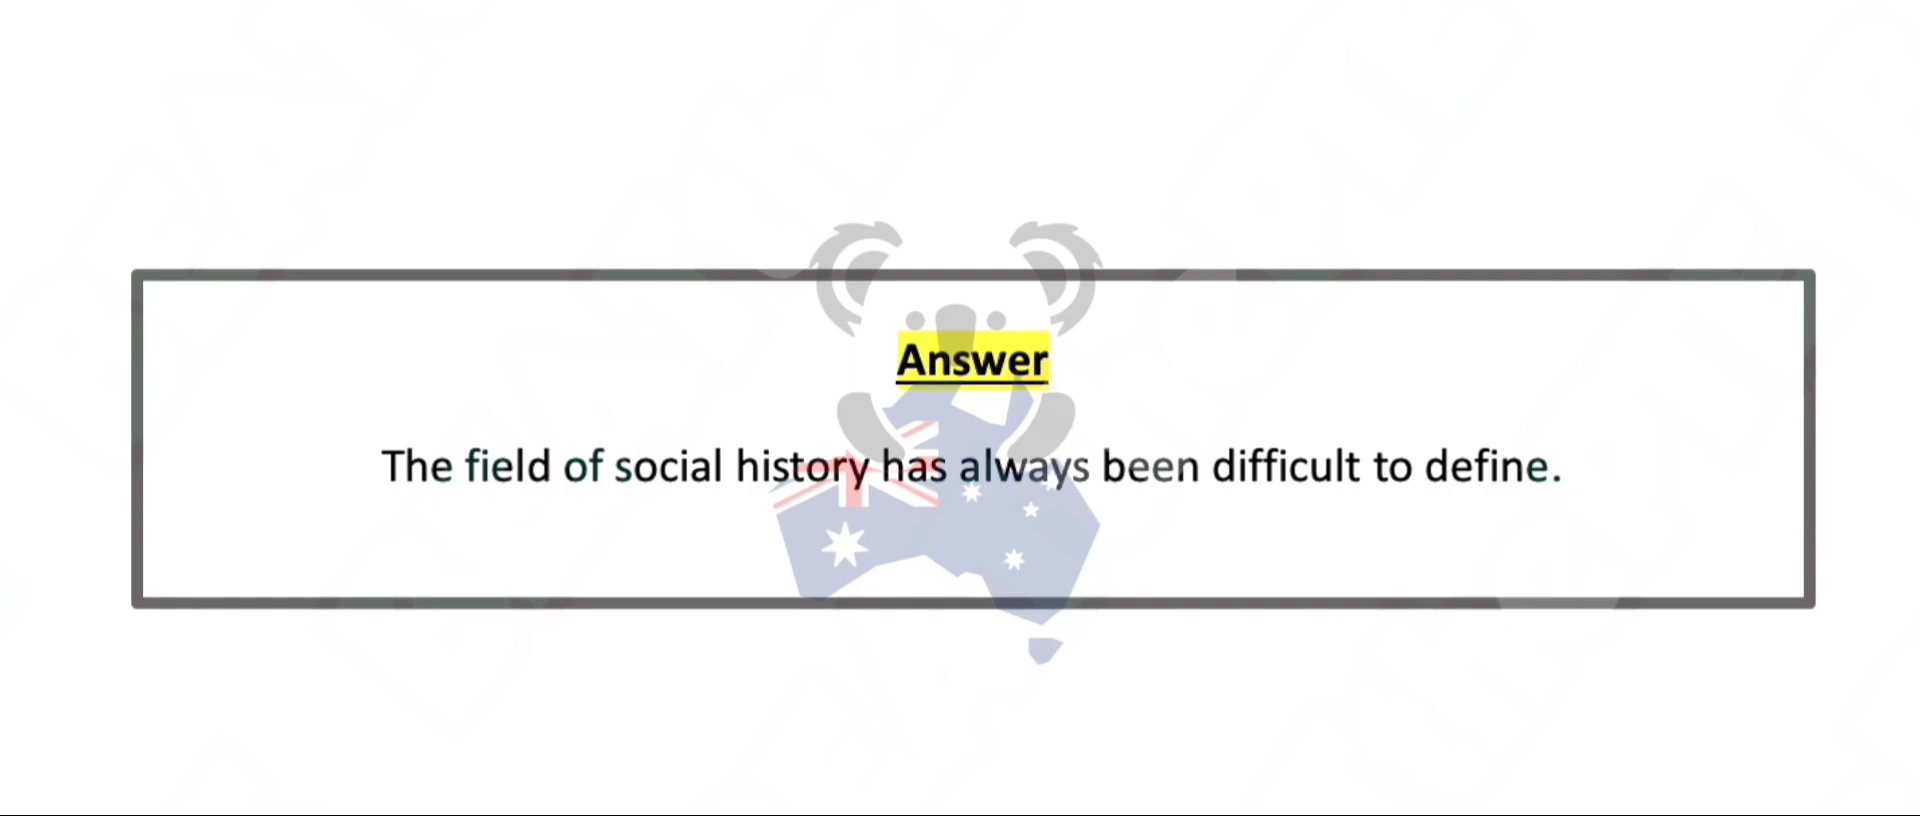 Answer
The field of social history has always been difficult to define.